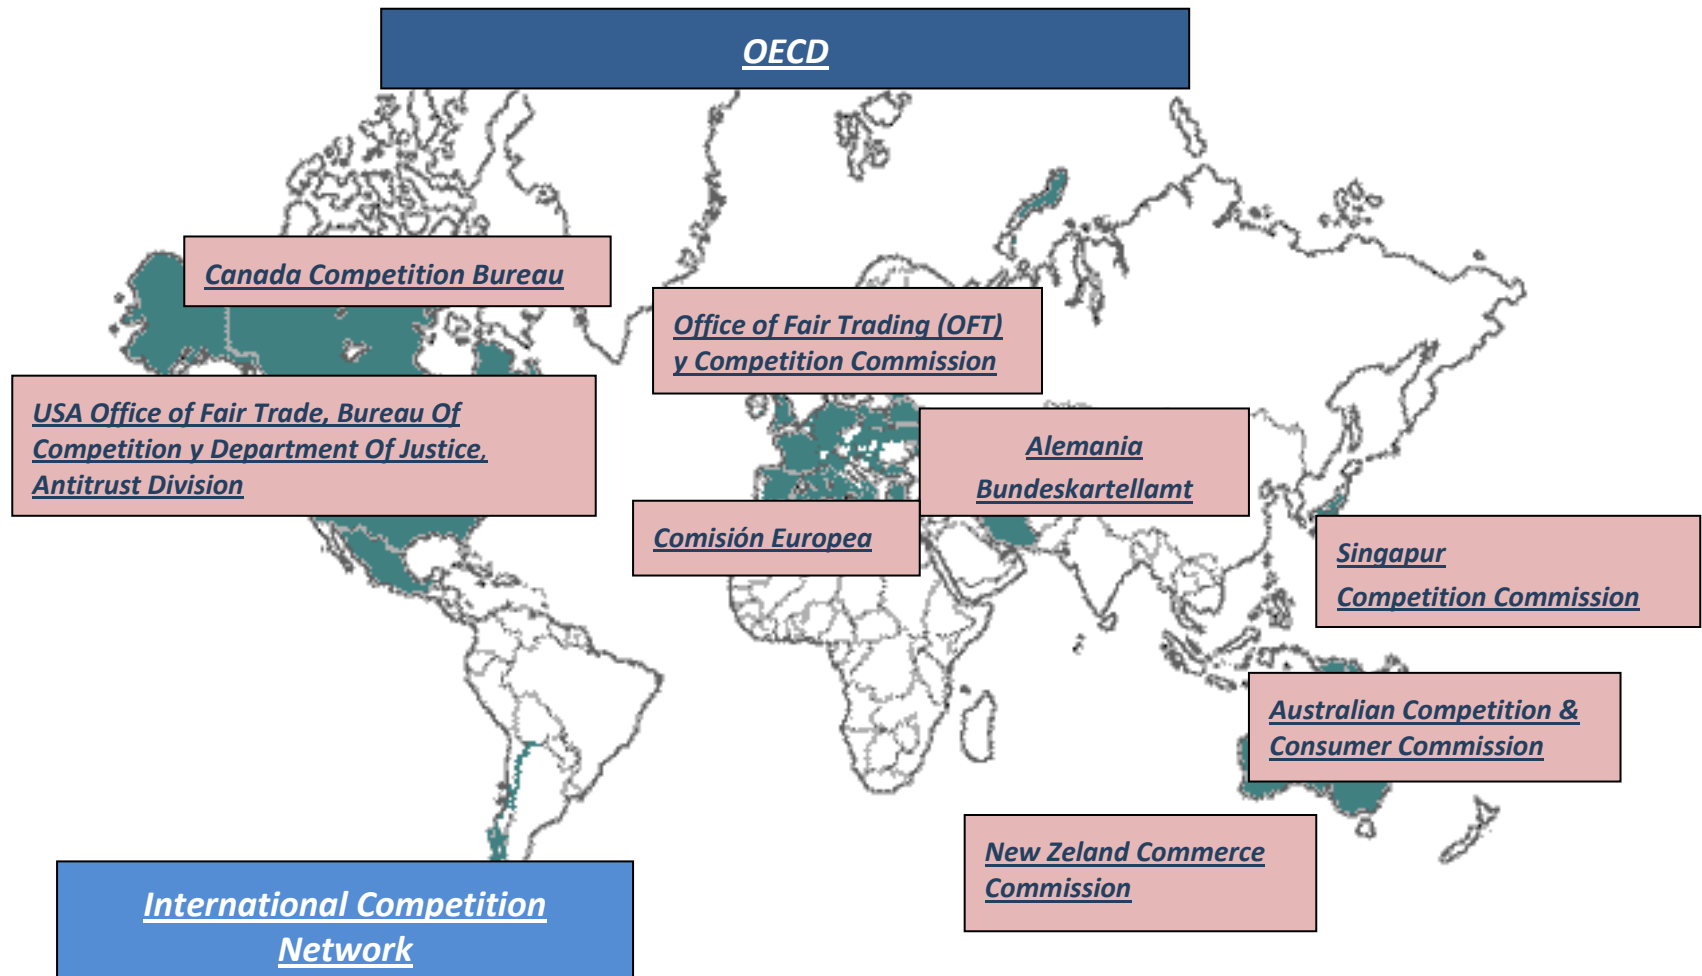 OECD
Canada Competition Bureau
Office of Fair Trading (OFT)
y Competition Commission
USA Office of Fair Trade, Bureau Of
Competition y Department Of Justice,
Antitrust Division
Alemania
Bundeskartellamt
Comisión Europea
Singapur
Competition Commission
Australian Competition &
Consumer Commission
New Zeland Commerce
Commission
International Competition
Network